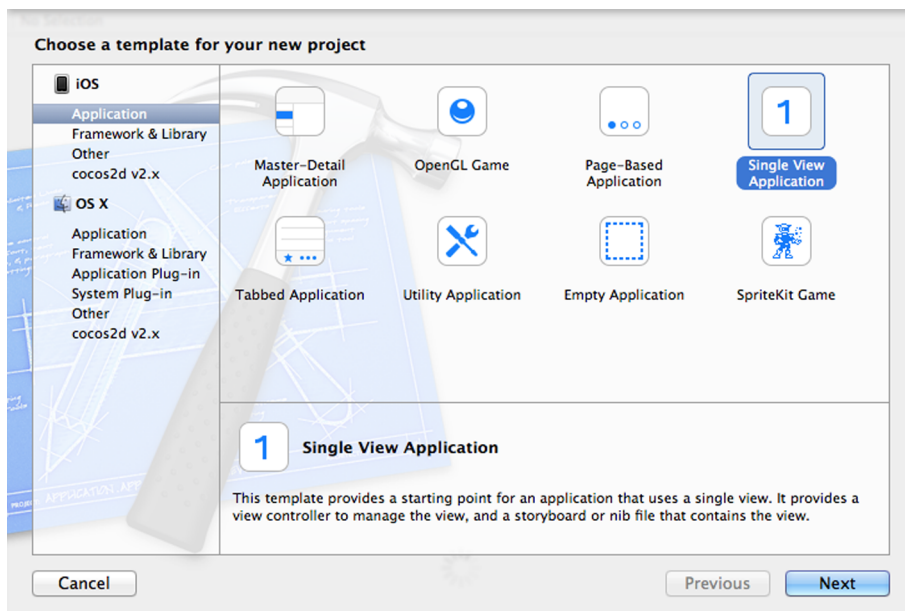 No Selection
Choose a template for your new project
iOS
Application
Framework & Library
Other
cocos2d v2.x
OS X
Application
Framework & Library
Application Plug-in
System Plug-in
Other
cocos2d v2.x
Master-Detail
Application
OpenGL Game
Page-Based
Application
1
Single View
Application
Tabbed Application
Utility Application
Empty Application
SpriteKit Game
1
Single View Application
This template provides a starting point for an application that uses a single view. It provides a
view controller to manage the view, and a storyboard or nib file that contains the view.
Cancel
Previous
Next